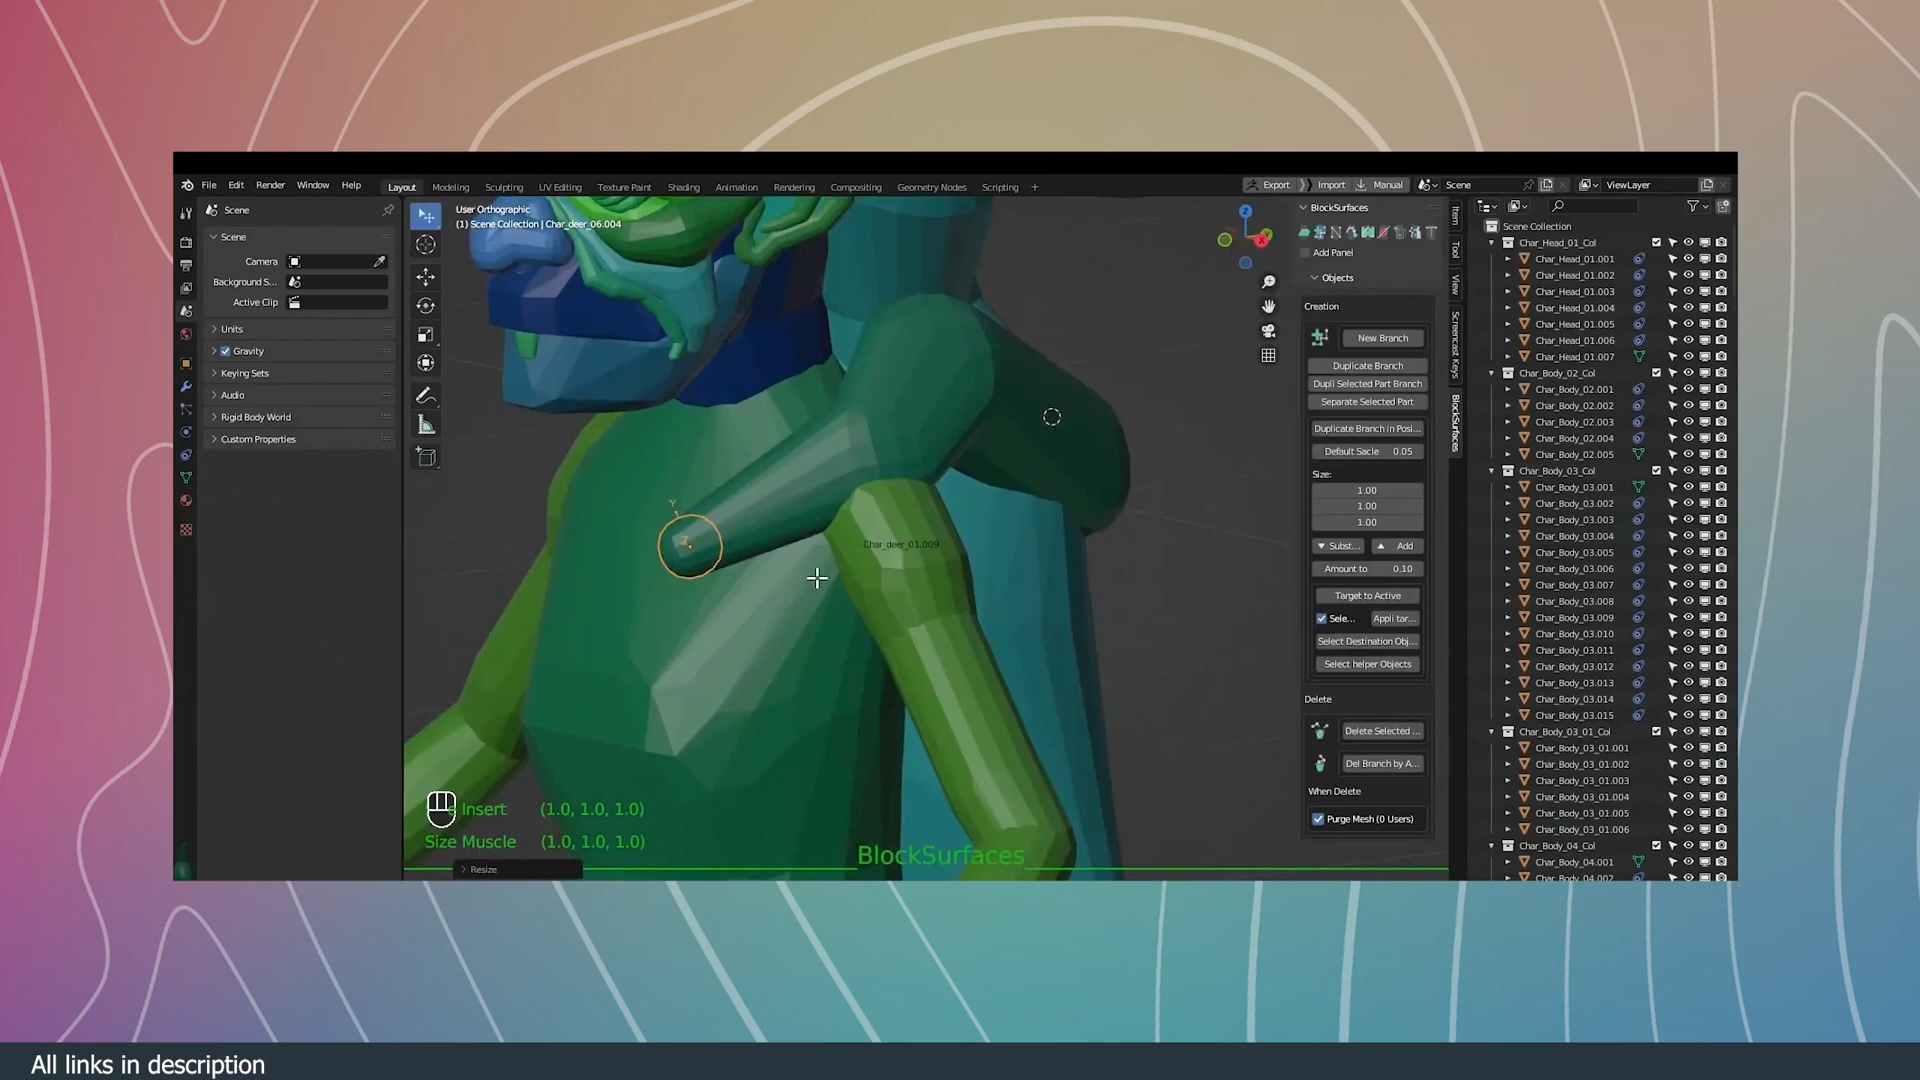 File Edit Render Window Help Layout Modeling Sculpting UV Editing Texture Paint Shading Animation Rendering Compositing Geometry Nodes Scripting + Export Import Manual Scene ViewLayer
Scene
Scene
Camera
Background S...
Active Clip
Units
Gravity
Keying Sets
Audio
Rigid Body World
Custom Properties
User Orthographic
(1) Scene Collection | Char_deer_06.004
Z
X
Y
Char_deer_01.009
Insert (1.0, 1.0, 1.0)
Size Muscle (1.0, 1.0, 1.0)
Resize
BlockSurfaces
BlockSurfaces
Add Panel
Objects
Creation
New Branch
Duplicate Branch
Dupli Selected Part Branch
Separate Selected Part
Duplicate Branch in Posi...
Default Sacle 0.05
Size:
1.00
1.00
1.00
Subst... Add
Amount to 0.10
Target to Active
Sele... Appli tar...
Select Destination Obj...
Select helper Objects
Delete
Delete Selected ...
Del Branch by A...
When Delete
Purge Mesh (0 Users)
Item
Tool
View
Screencast Keys
BlockSurfaces
Scene Collection
Char_Head_01_Col
Char_Head_01.001
Char_Head_01.002
Char_Head_01.003
Char_Head_01.004
Char_Head_01.005
Char_Head_01.006
Char_Head_01.007
Char_Body_02_Col
Char_Body_02.001
Char_Body_02.002
Char_Body_02.003
Char_Body_02.004
Char_Body_02.005
Char_Body_03_Col
Char_Body_03.001
Char_Body_03.002
Char_Body_03.003
Char_Body_03.004
Char_Body_03.005
Char_Body_03.006
Char_Body_03.007
Char_Body_03.008
Char_Body_03.009
Char_Body_03.010
Char_Body_03.011
Char_Body_03.012
Char_Body_03.013
Char_Body_03.014
Char_Body_03.015
Char_Body_03_01_Col
Char_Body_03_01.001
Char_Body_03_01.002
Char_Body_03_01.003
Char_Body_03_01.004
Char_Body_03_01.005
Char_Body_03_01.006
Char_Body_04_Col
Char_Body_04.001
Char_Body_04.002
All links in description